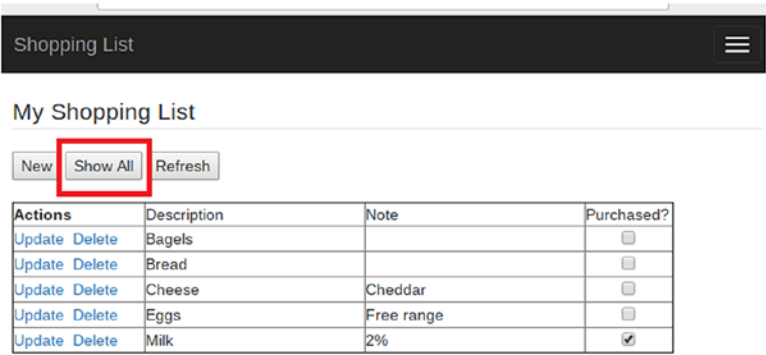 Shopping List
My Shopping List
New Show All Refresh
Actions Description Note Purchased?
Update Delete Bagels
Update Delete Bread
Update Delete Cheese Cheddar
Update Delete Eggs Free range
Update Delete Milk 2%